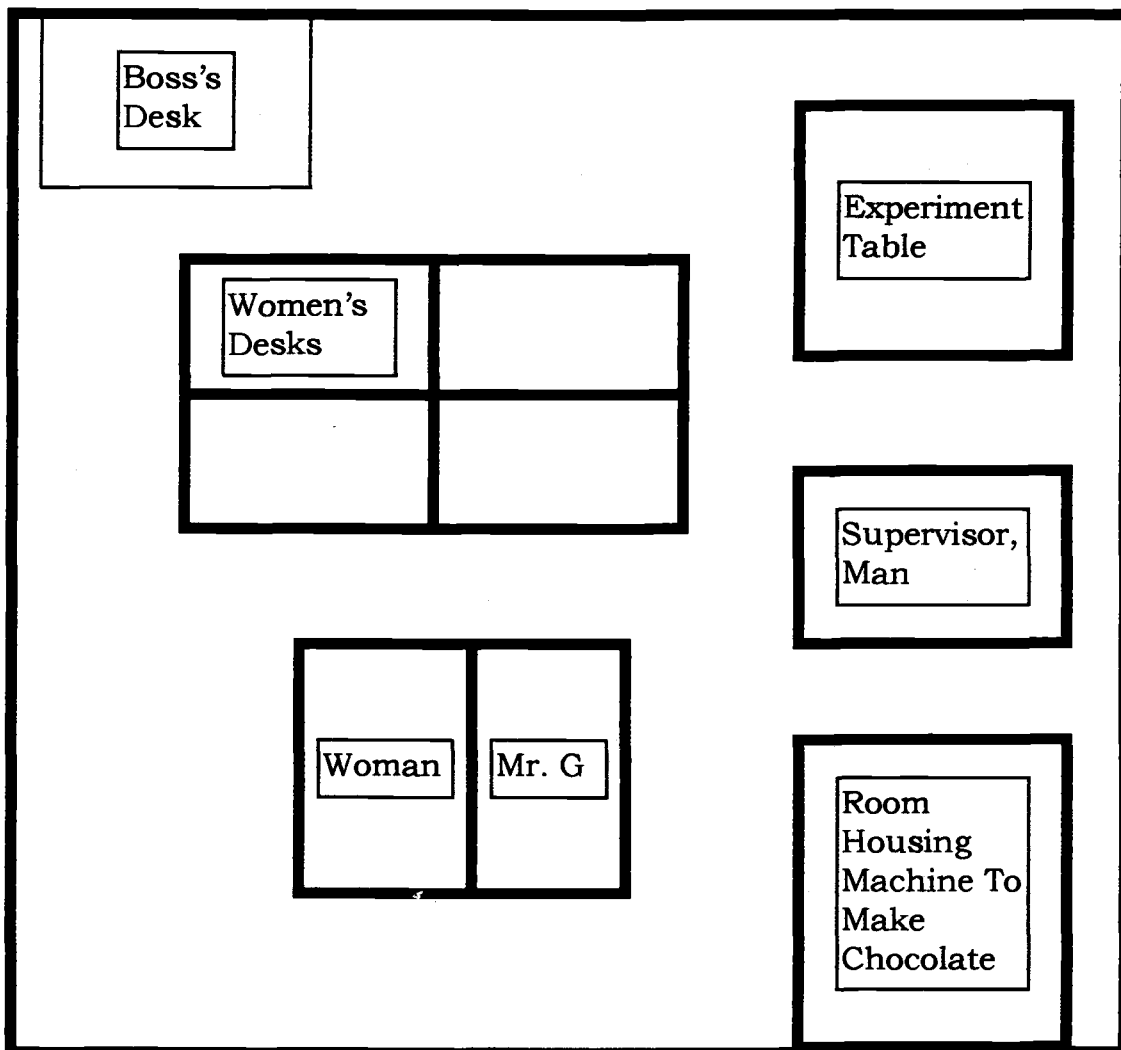 Boss's
Desk
Experiment
Table
Women's
Desks
Supervisor,
Man
Woman
Mr. G
Room
Housing
Machine To
Make
Chocolate